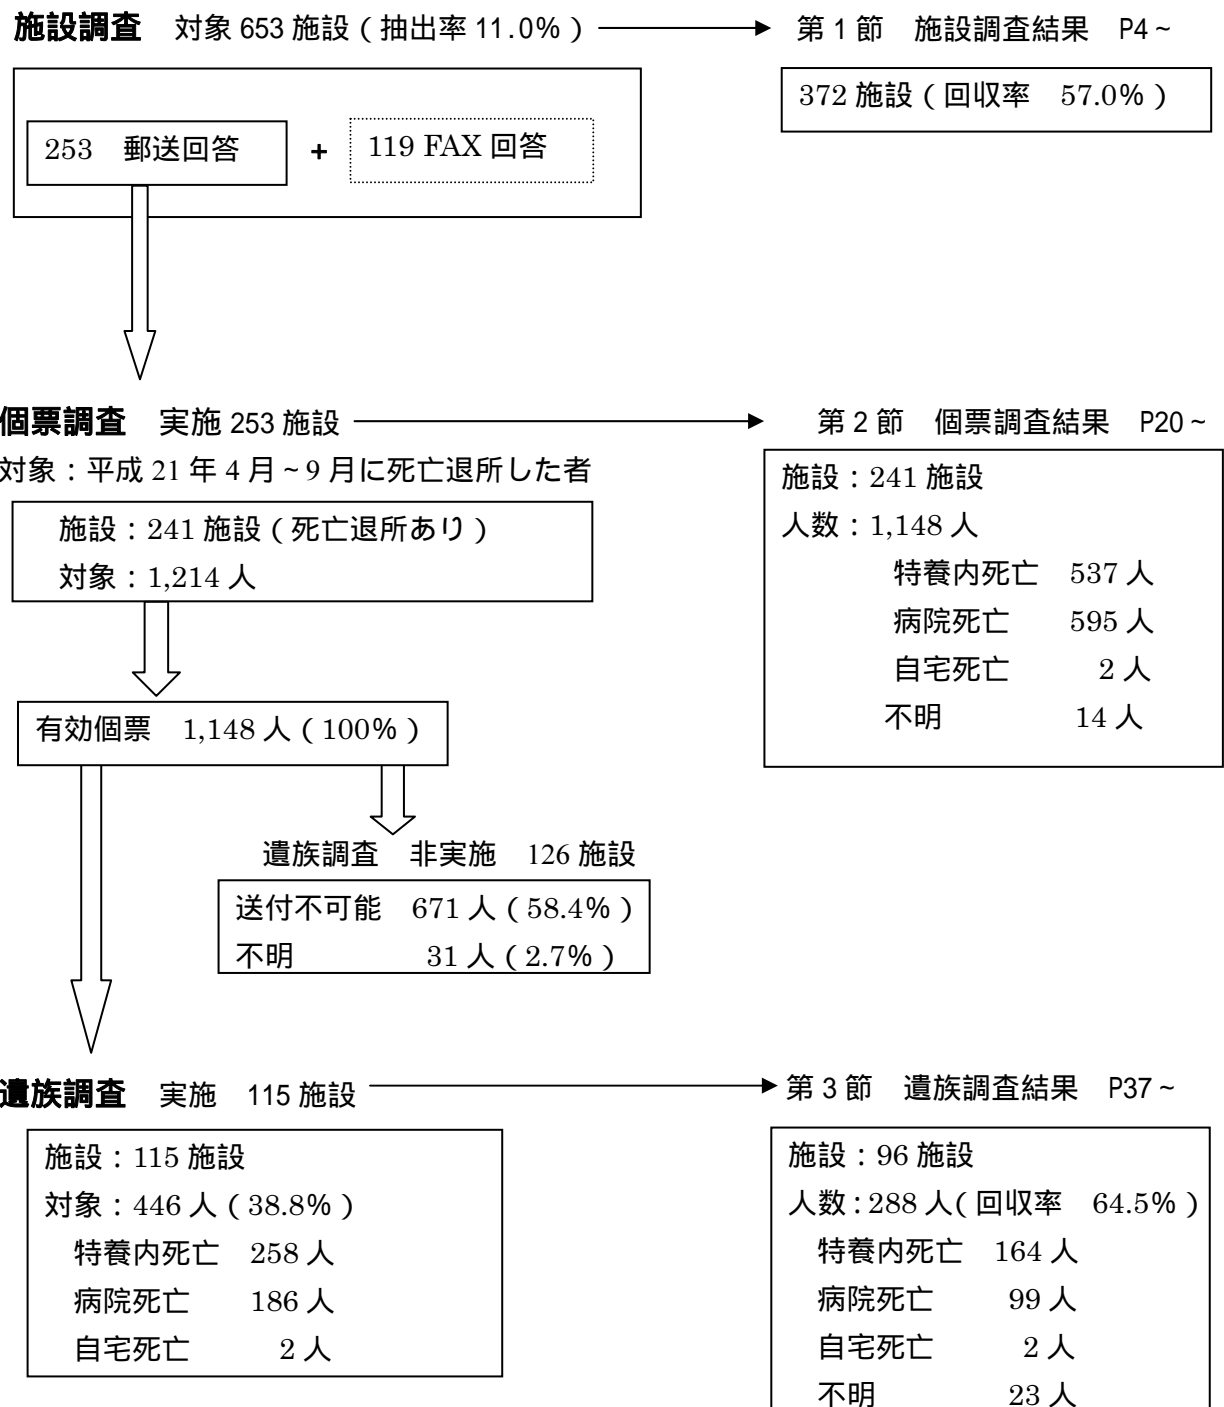 施設調査　対象 653 施設（抽出率 11.0%）
第 1 節　施設調査結果　P4～
372 施設（回収率　57.0%）
253　郵送回答
+
119 FAX 回答
個票調査　実施 253 施設
第 2 節　個票調査結果　P20～
対象：平成 21 年 4 月～9 月に死亡退所した者
施設：241 施設（死亡退所あり）
対象：1,214 人
施設：241 施設
人数：1,148 人
特養内死亡　537 人
病院死亡　595 人
自宅死亡　2 人
不明　14 人
有効個票　1,148 人（100%）
遺族調査　非実施　126 施設
送付不可能　671 人（58.4%）
不明　31 人（2.7%）
遺族調査　実施　115 施設
第 3 節　遺族調査結果　P37～
施設：115 施設
対象：446 人（38.8%）
特養内死亡　258 人
病院死亡　186 人
自宅死亡　2 人
施設：96 施設
人数：288 人（回収率　64.5%）
特養内死亡　164 人
病院死亡　99 人
自宅死亡　2 人
不明　23 人